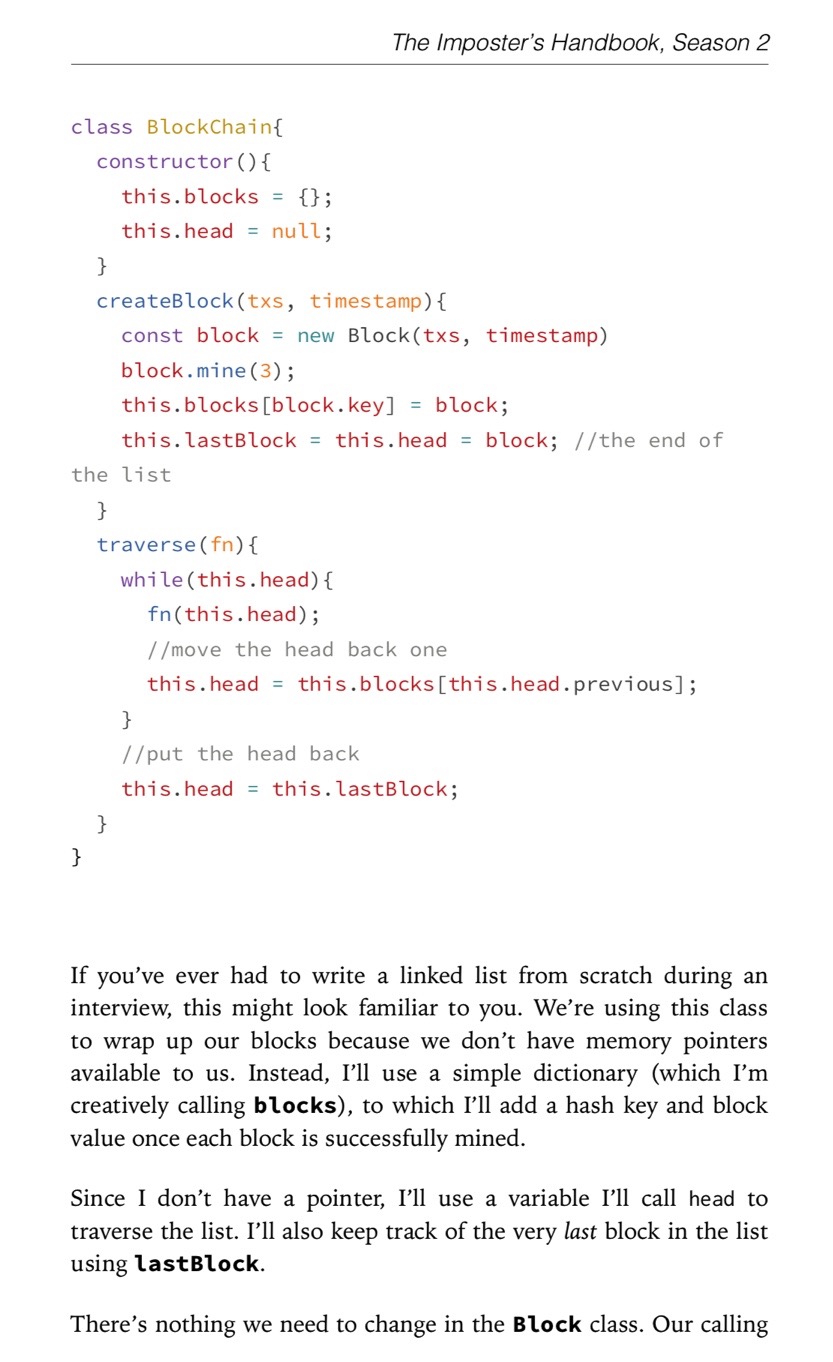 The Imposter’s Handbook, Season 2
class BlockChain{
  constructor(){
    this.blocks = {};
    this.head = null;
  }
  createBlock(txs, timestamp){
    const block = new Block(txs, timestamp)
    block.mine(3);
    this.blocks[block.key] = block;
    this.lastBlock = this.head = block; //the end of
the list
  }
  traverse(fn){
    while(this.head){
      fn(this.head);
      //move the head back one
      this.head = this.blocks[this.head.previous];
    }
    //put the head back
    this.head = this.lastBlock;
  }
}
If you’ve ever had to write a linked list from scratch during an
interview, this might look familiar to you. We’re using this class
to wrap up our blocks because we don’t have memory pointers
available to us. Instead, I’ll use a simple dictionary (which I’m
creatively calling blocks), to which I’ll add a hash key and block
value once each block is successfully mined.
Since I don’t have a pointer, I’ll use a variable I’ll call head to
traverse the list. I’ll also keep track of the very last block in the list
using lastBlock.
There’s nothing we need to change in the Block class. Our calling